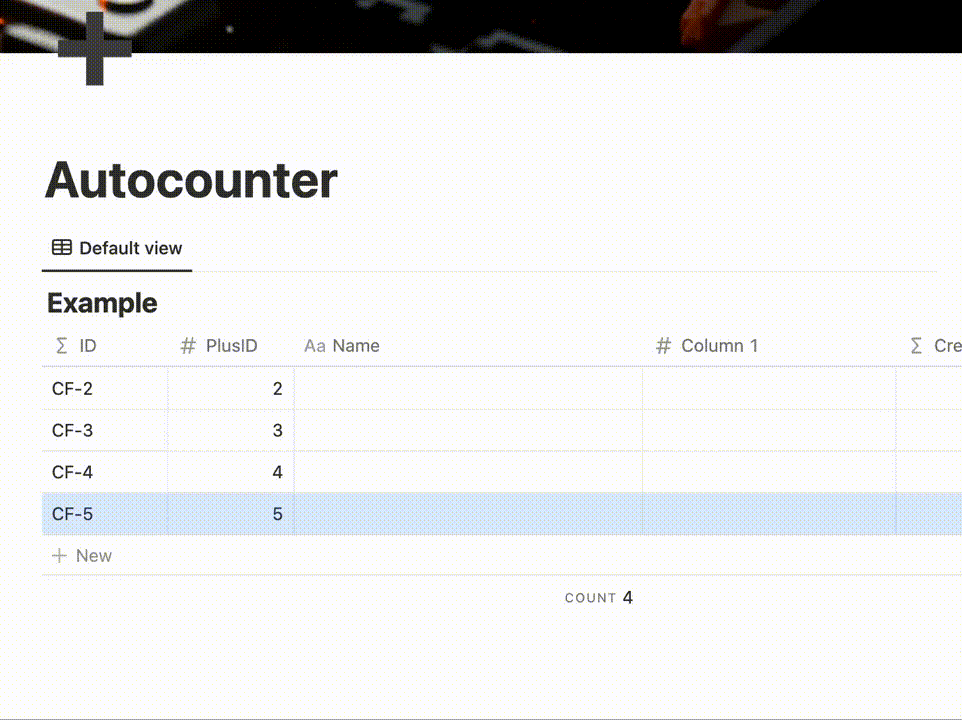 Autocounter
Default view
Example
Σ ID # PlusID Aa Name # Column 1 Σ Cre
CF-2 2
CF-3 3
CF-4 4
CF-5 5
+ New
COUNT 4